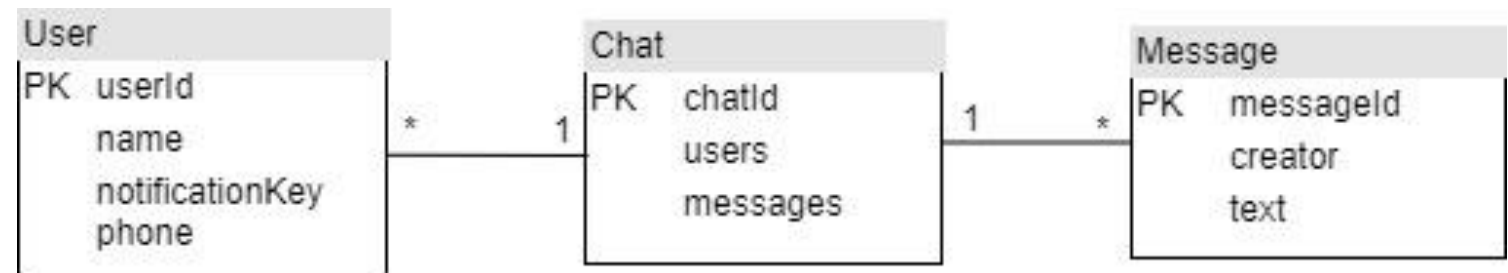 User
PK userId
name
notificationKey
phone
* 1
Chat
PK chatId
users
messages
1 *
Message
PK messageId
creator
text